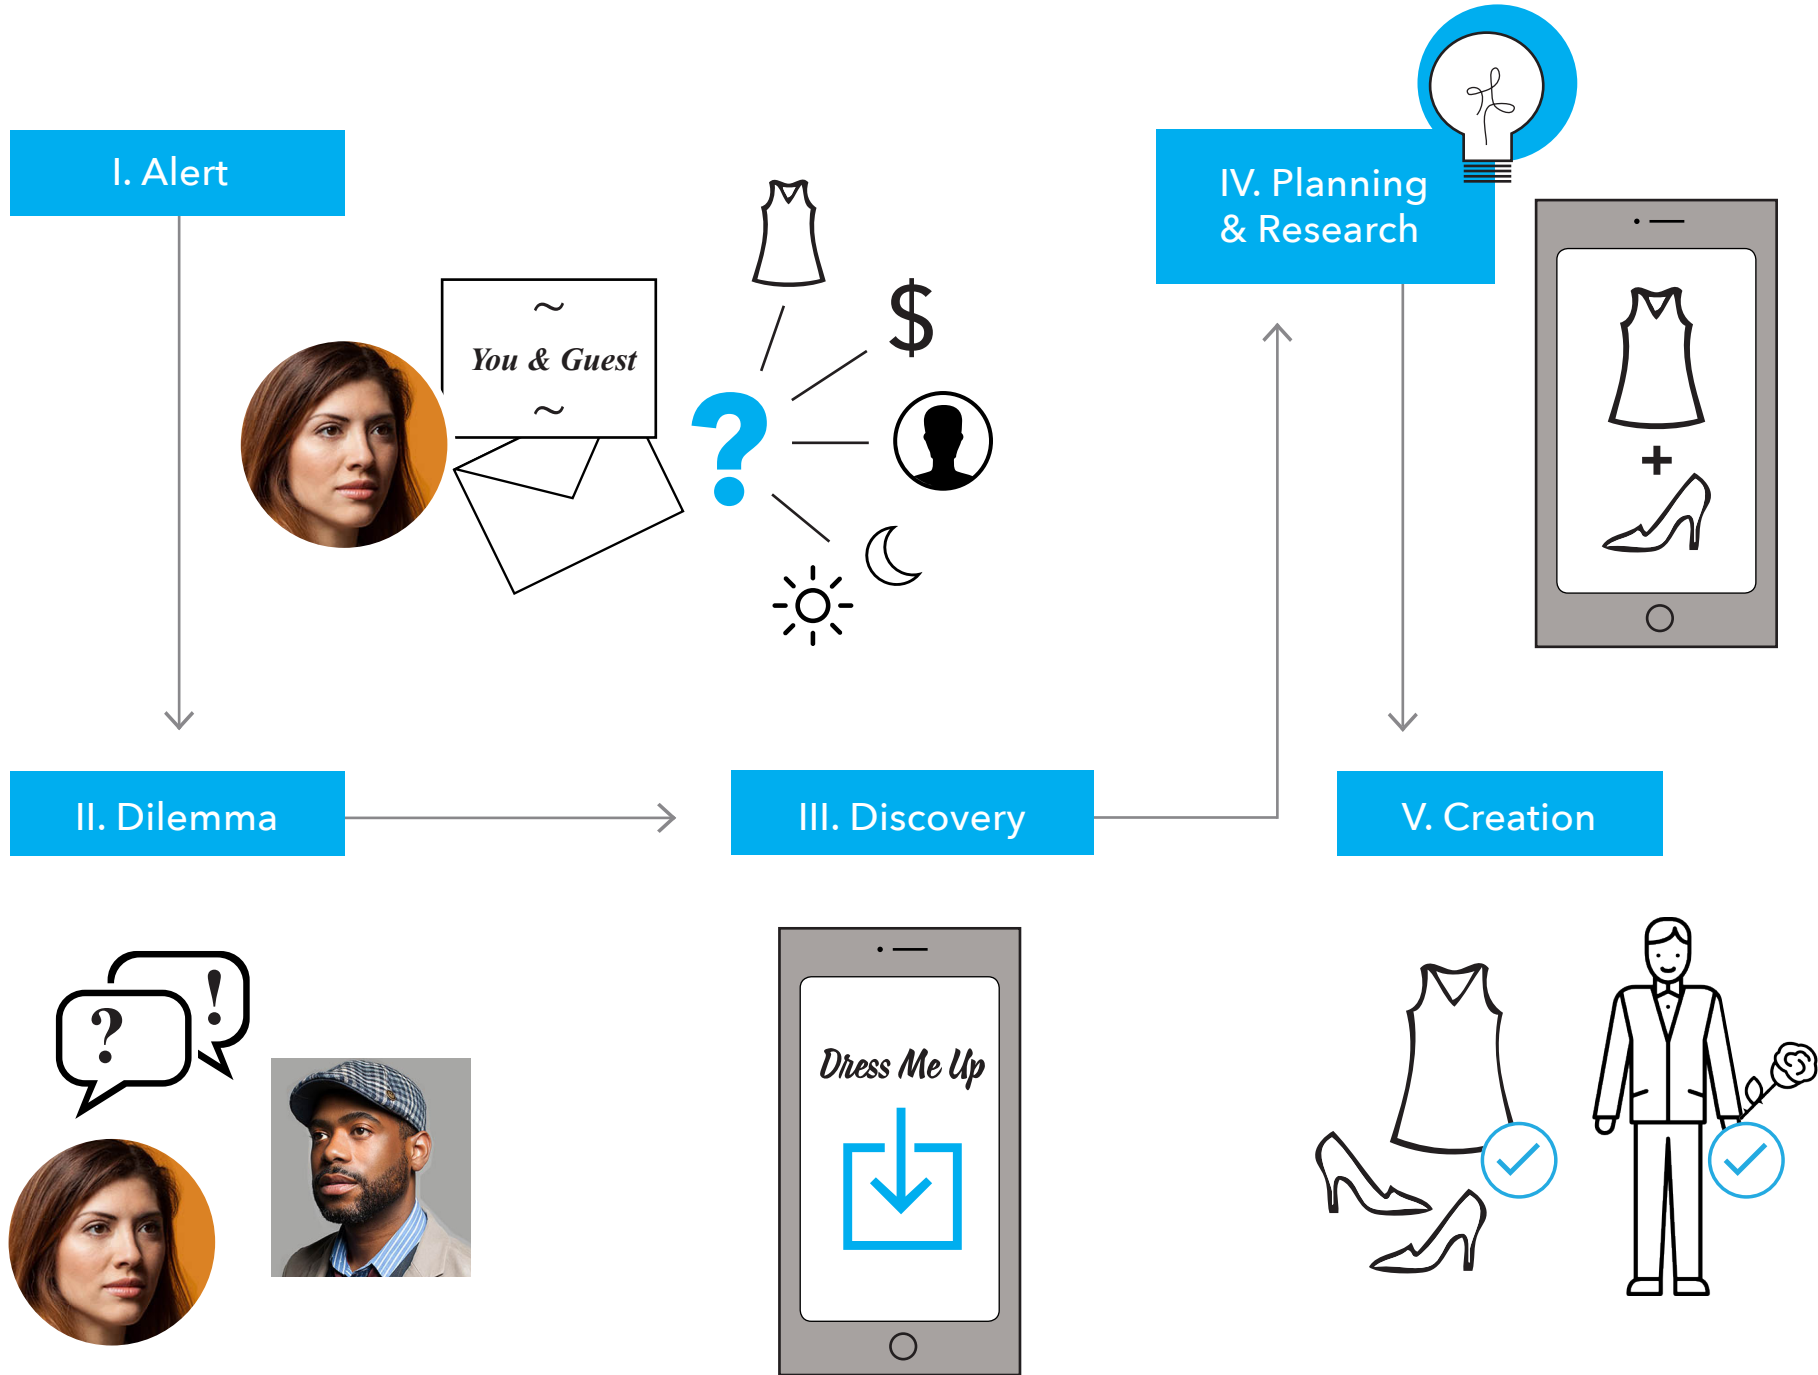 I. Alert
~
You & Guest
~
?
$
IV. Planning
& Research
+
II. Dilemma
III. Discovery
V. Creation
?
!
Dress Me Up